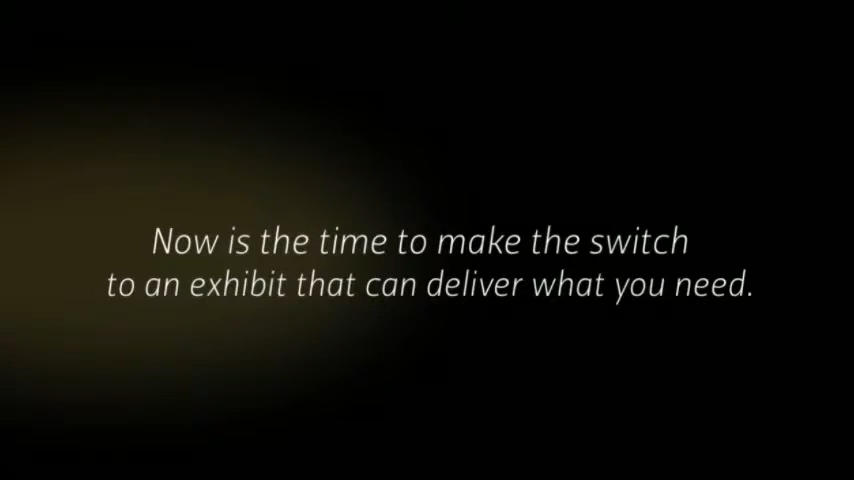 Now is the time to make the switch
to an exhibit that can deliver what you need.